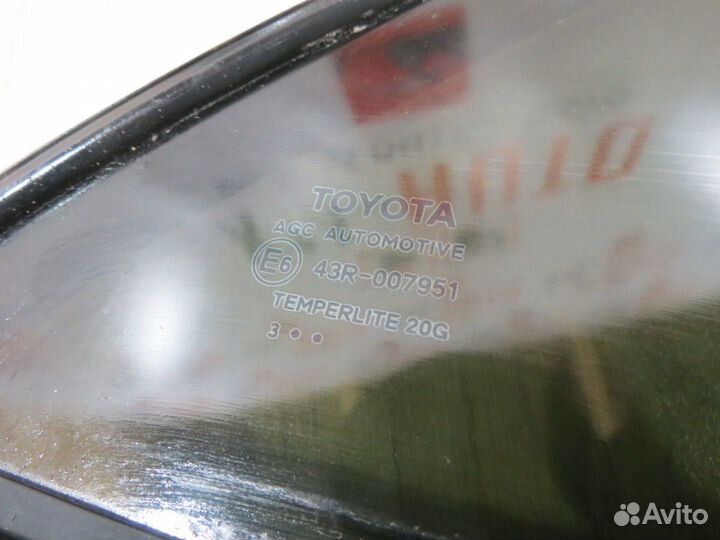 TOYOTA
AGC AUTOMOTIVE
E6 43R-007951
TEMPERLITE 20G
3 ● ●
Avito